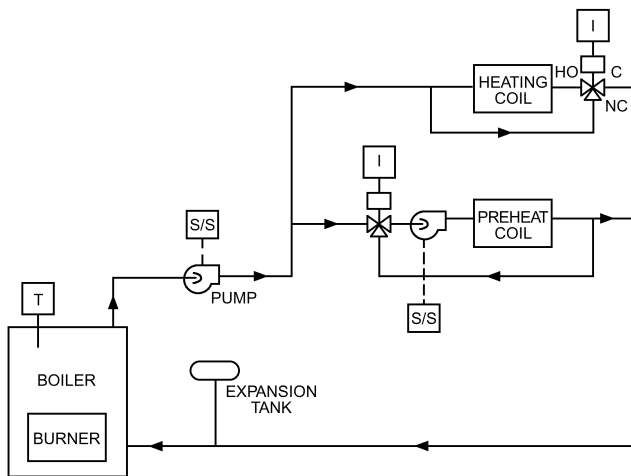 I
HEATING
COIL
HO
C
NC
I
S/S
PREHEAT
COIL
PUMP
T
S/S
BOILER
EXPANSION
TANK
BURNER